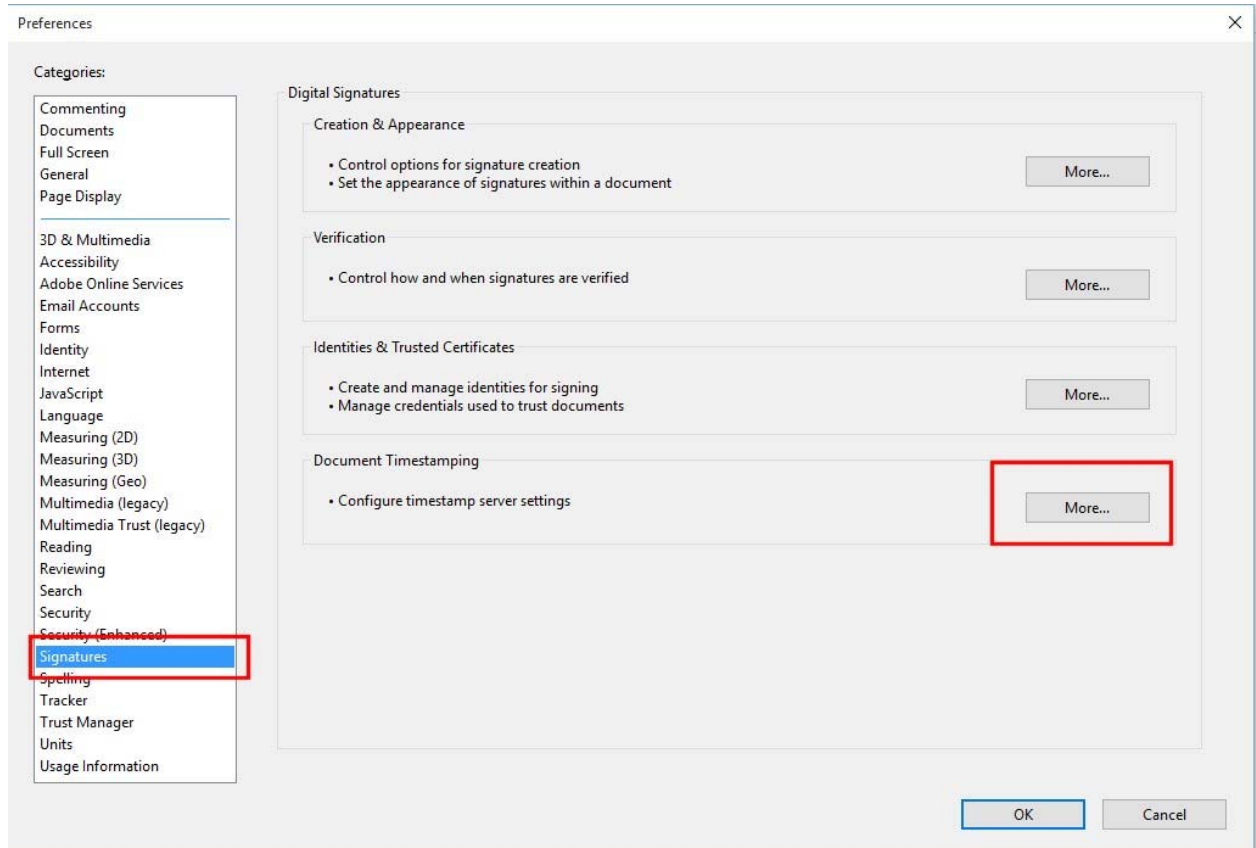 Preferences
Categories:
Commenting
Documents
Full Screen
General
Page Display
3D & Multimedia
Accessibility
Adobe Online Services
Email Accounts
Forms
Identity
Internet
JavaScript
Language
Measuring (2D)
Measuring (3D)
Measuring (Geo)
Multimedia (legacy)
Multimedia Trust (legacy)
Reading
Reviewing
Search
Security
Security (Enhanced)
Signatures
Spelling
Tracker
Trust Manager
Units
Usage Information
Digital Signatures
Creation & Appearance
• Control options for signature creation
• Set the appearance of signatures within a document
More...
Verification
• Control how and when signatures are verified
More...
Identities & Trusted Certificates
• Create and manage identities for signing
• Manage credentials used to trust documents
More...
Document Timestamping
• Configure timestamp server settings
More...
OK
Cancel